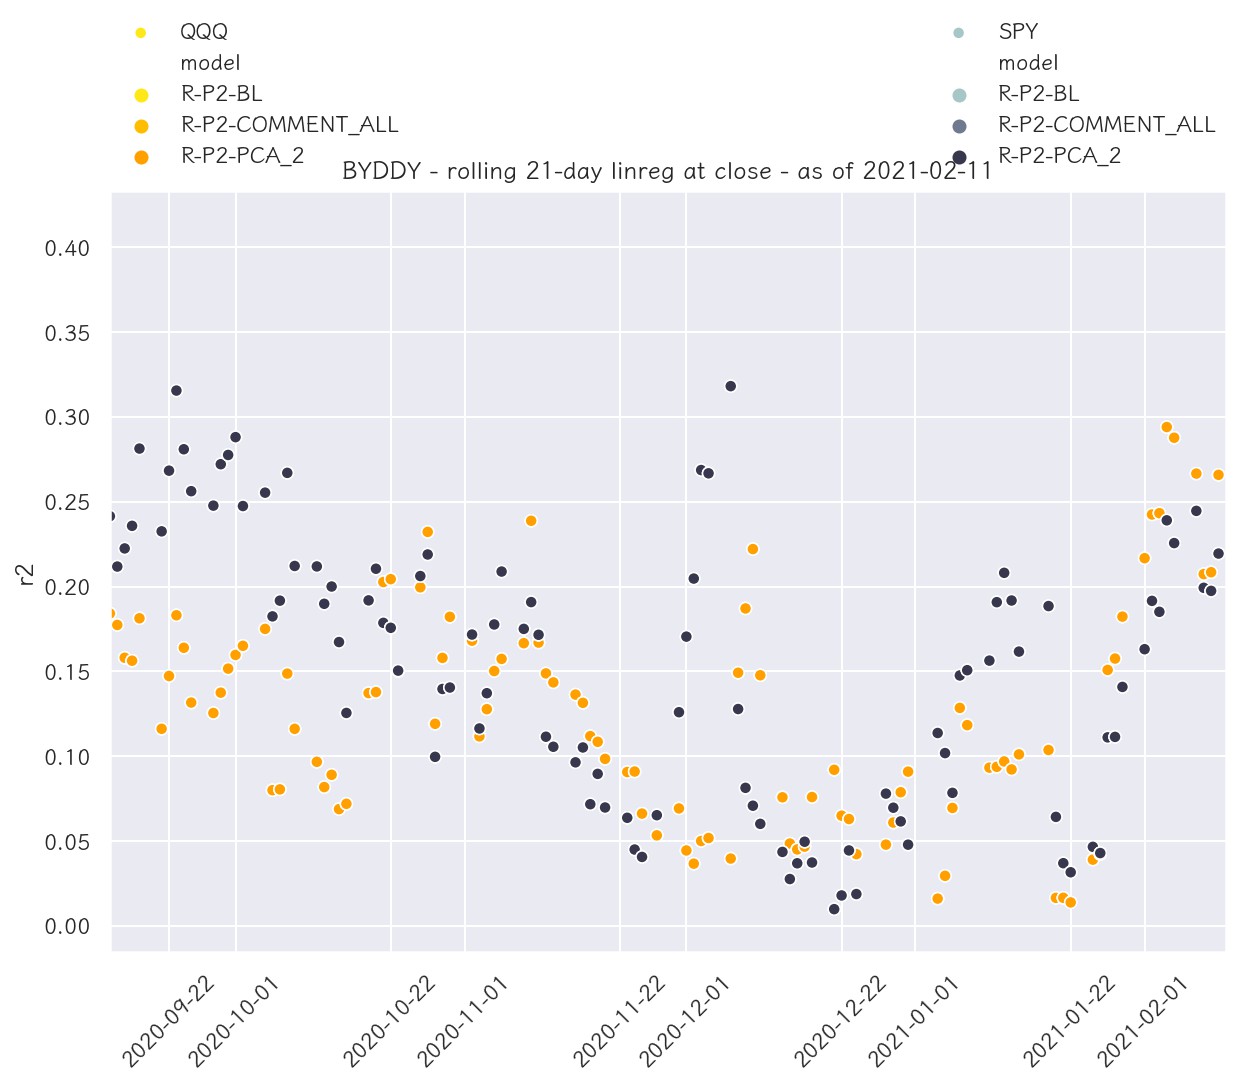 QQQ
model
R-P2-BL
R-P2-COMMENT_ALL
R-P2-PCA_2
SPY
model
R-P2-BL
R-P2-COMMENT_ALL
R-P2-PCA_2
BYDDY - rolling 21-day linreg at close - as of 2021-02-11
r2
0.40
0.35
0.30
0.25
0.20
0.15
0.10
0.05
0.00
2020-09-22
2020-10-01
2020-10-22
2020-11-01
2020-11-22
2020-12-01
2020-12-22
2021-01-01
2021-01-22
2021-02-01